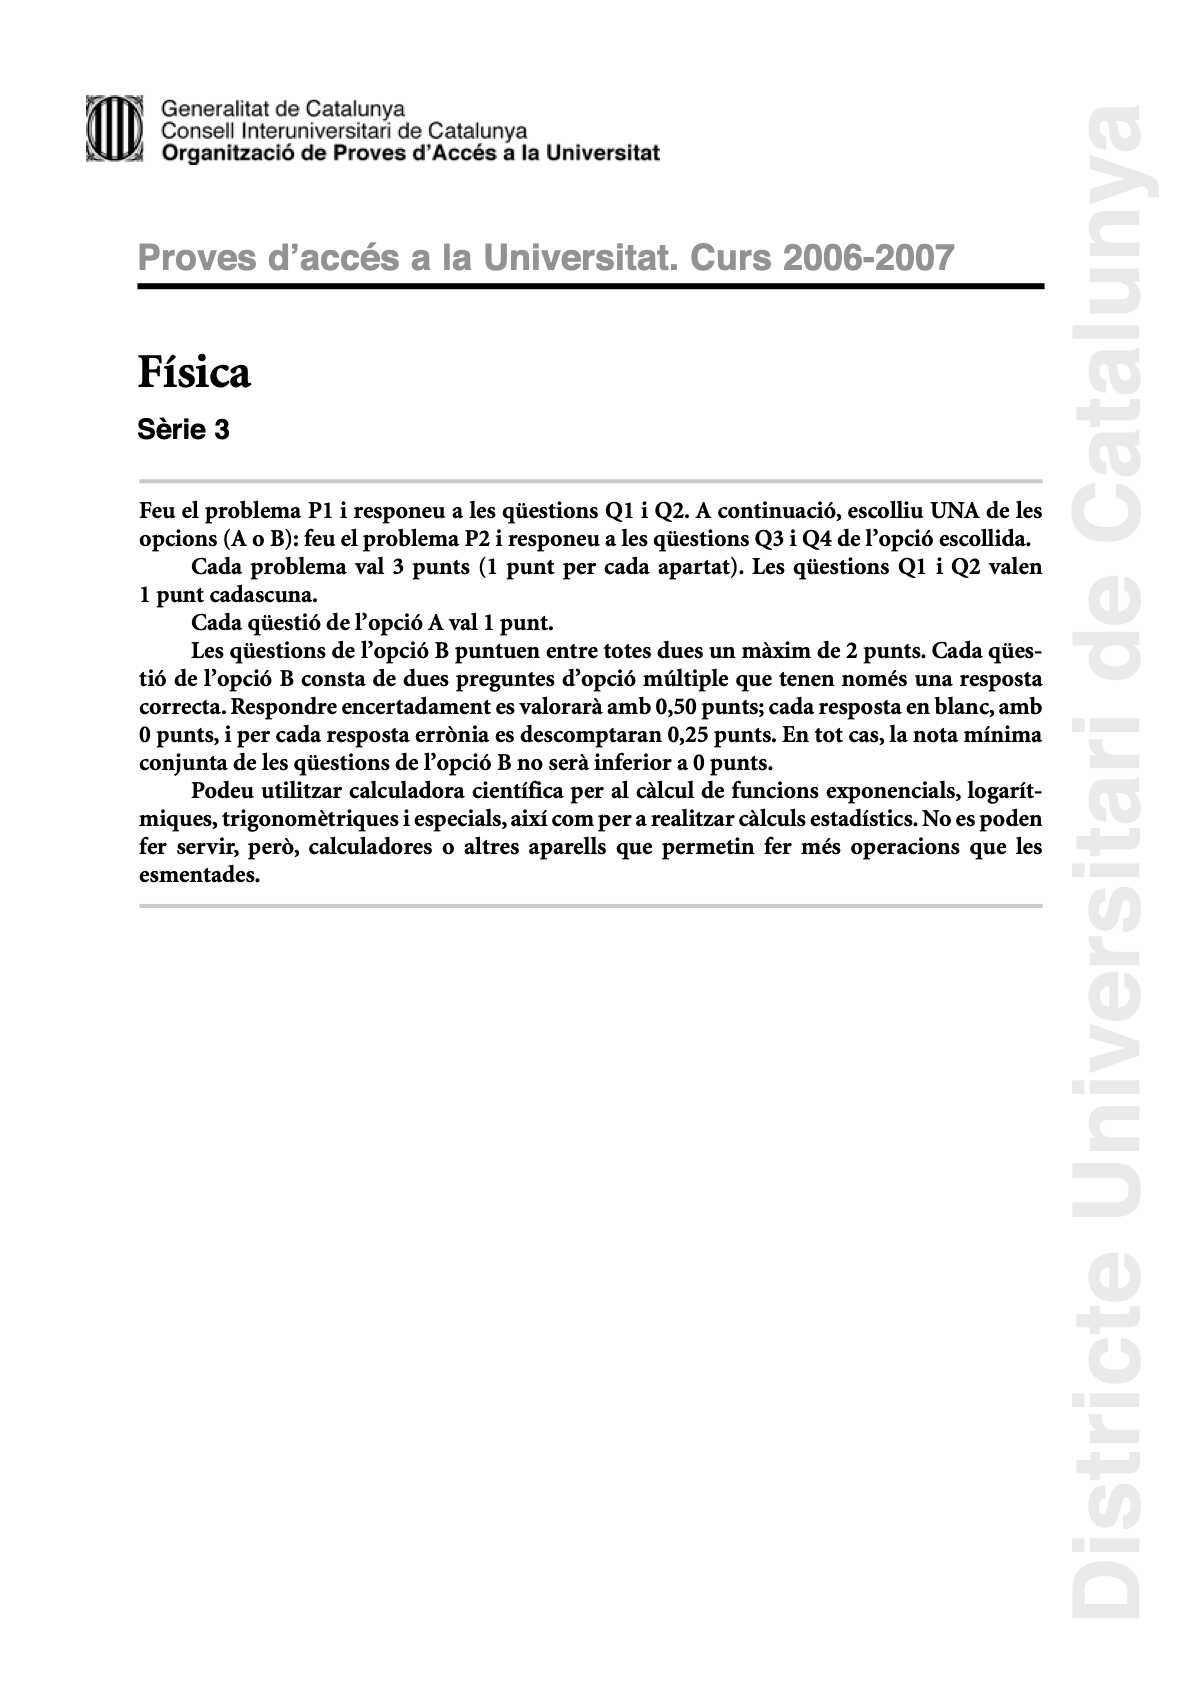 Generalitat de Catalunya
Consell Interuniversitari de Catalunya
Organització de Proves d'Accés a la Universitat
Proves d'accés a la Universitat. Curs 2006-2007
Física
Sèrie 3
Feu el problema P1 i responeu a les qüestions Q1 i Q2. A continuació, escolliu UNA de les
opcions (A o B): feu el problema P2 i responeu a les qüestions Q3 i Q4 de l'opció escollida.
Cada problema val 3 punts (1 punt per cada apartat). Les qüestions Q1 i Q2 valen
1 punt cadascuna.
Cada qüestió de l'opció A val 1 punt.
Les qüestions de l'opció B puntuen entre totes dues un màxim de 2 punts. Cada qües-
tió de l'opció B consta de dues preguntes d'opció múltiple que tenen només una resposta
correcta. Respondre encertadament es valorarà amb 0,50 punts; cada resposta en blanc, amb
0 punts, i per cada resposta errònia es descomptaran 0,25 punts. En tot cas, la nota mínima
conjunta de les qüestions de l'opció B no serà inferior a 0 punts.
Podeu utilitzar calculadora científica per al càlcul de funcions exponencials, logarít-
miques, trigonomètriques i especials, així com per a realitzar càlculs estadístics. No es poden
fer servir, però, calculadores o altres aparells que permetin fer més operacions que les
esmentades.
Districte Universitari de Catalunya